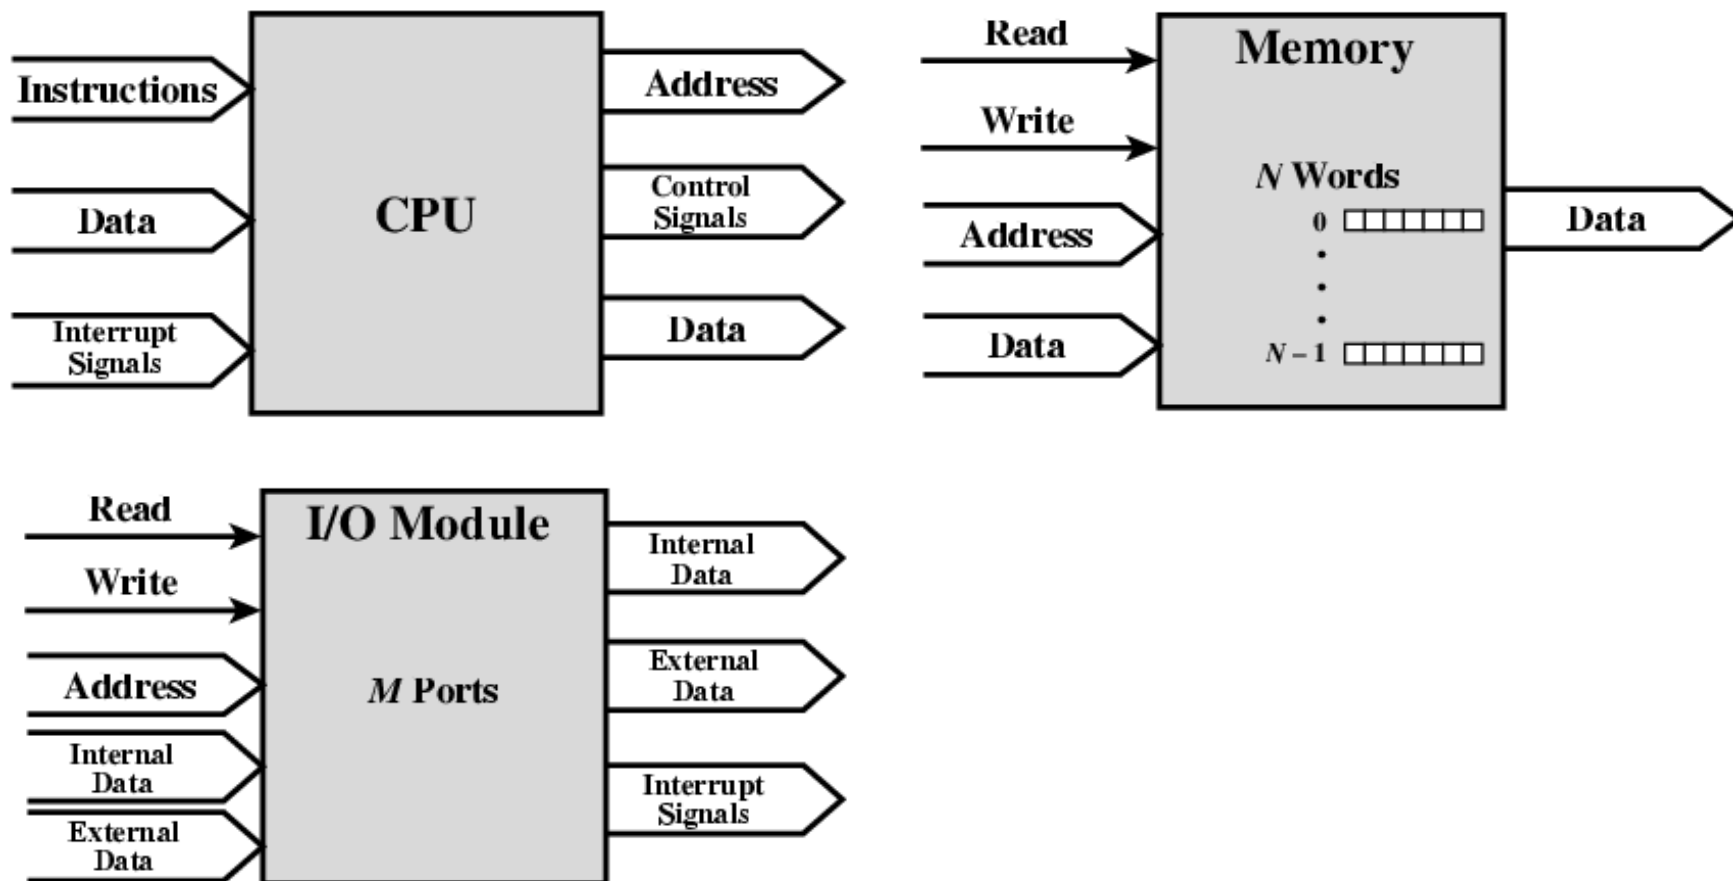 Instructions
Data
Interrupt
Signals
CPU
Address
Control
Signals
Data
Read
Write
Address
Data
Memory
N Words
0
N – 1
Data
Read
Write
Address
Internal
Data
External
Data
I/O Module
M Ports
Internal
Data
External
Data
Interrupt
Signals